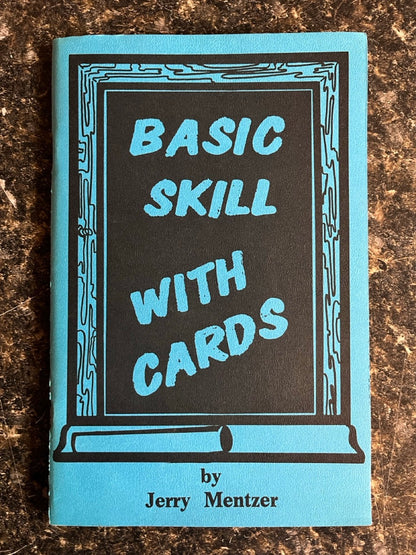 BASIC
SKILL
WITH
CARDS
by
Jerry Mentzer